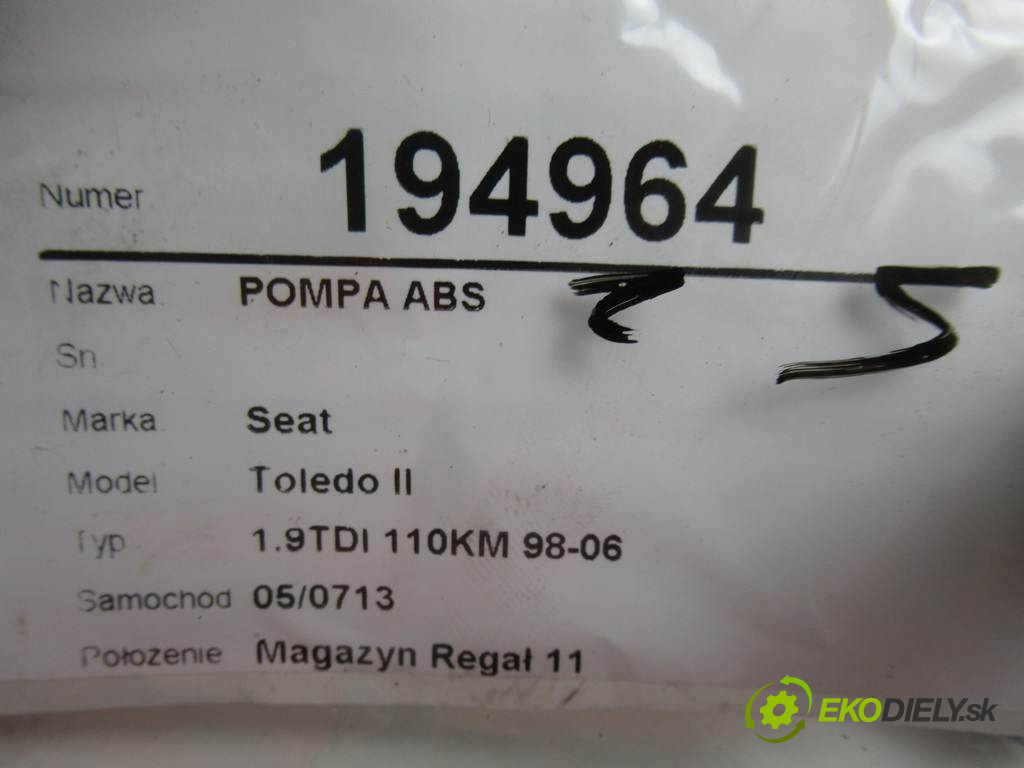 Numer 194964
Nazwa POMPA ABS
Sn.
Marka Seat
Model Toledo II
Typ 1.9TDI 110KM 98-06
Samochod 05/0713
Położenie Magazyn Regał 11
EKODIELY.sk